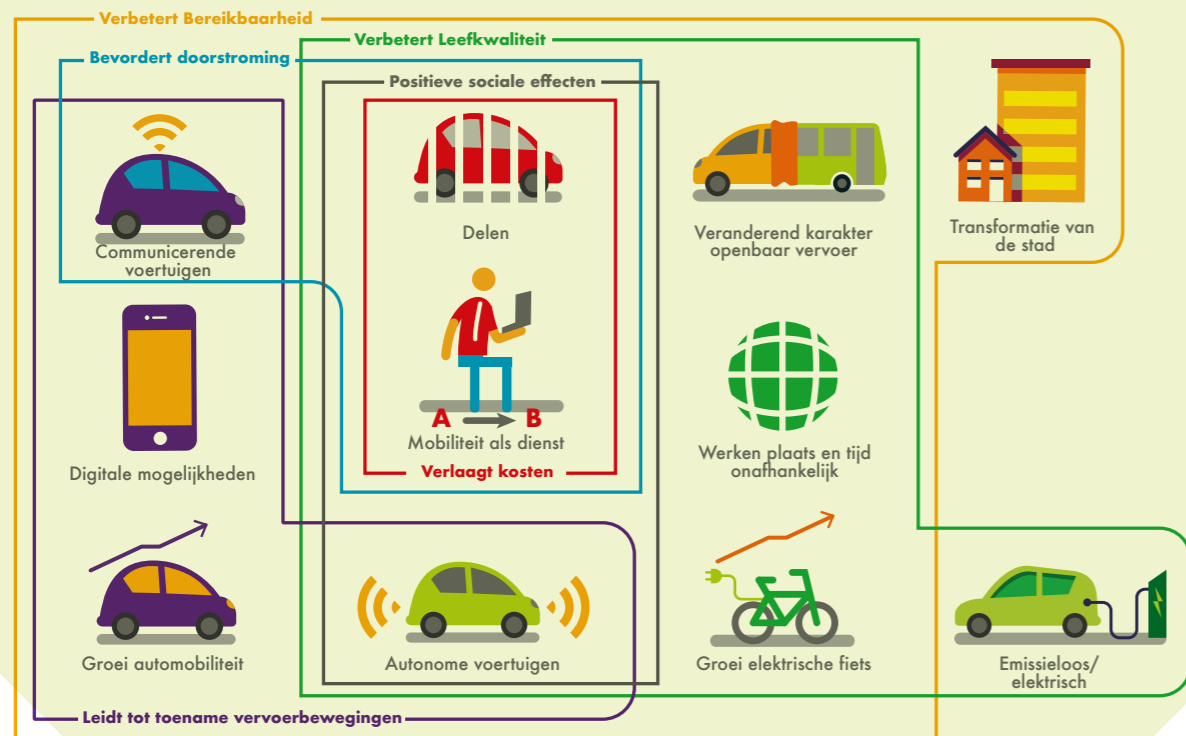 Verbetert Bereikbaarheid
Verbetert Leefkwaliteit
Bevordert doorstroming
Positieve sociale effecten
Communicerende
voertuigen
Delen
Veranderend karakter
openbaar vervoer
Transformatie van
de stad
Digitale mogelijkheden
A B
Mobiliteit als dienst
Verlaagt kosten
Werken plaats en tijd
onafhankelijk
Groei automobiliteit
Autonome voertuigen
Groei elektrische fiets
Emissieloos/
elektrisch
Leidt tot toename vervoerbewegingen